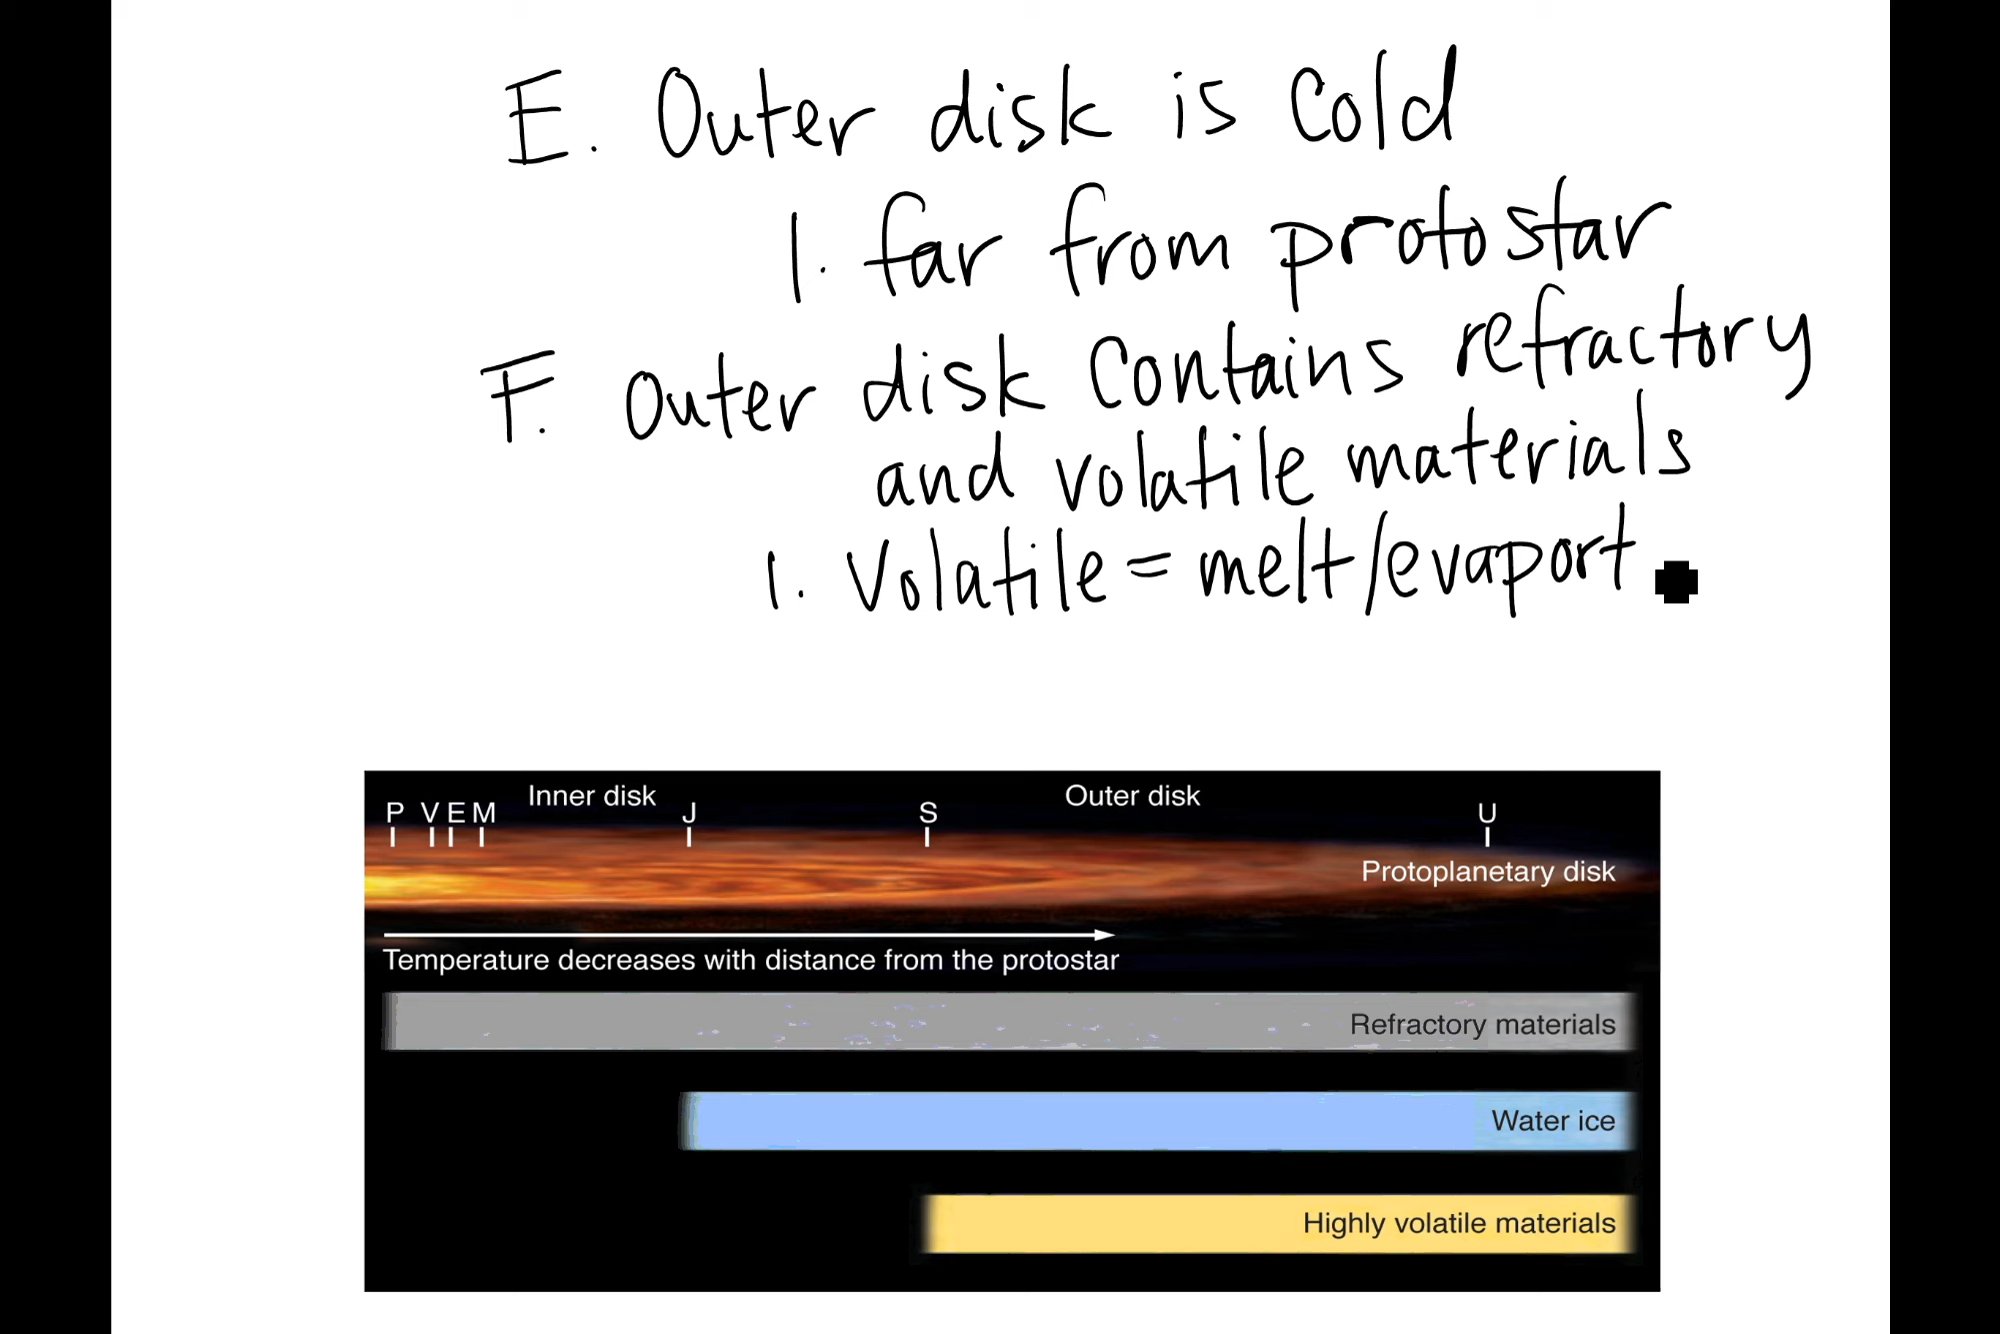 E. Outer disk is cold
1. far from protostar
F. Outer disk contains refractory
and volatile materials
1. Volatile = melt/evaport
Inner disk Outer disk
P V E M J S U
Protoplanetary disk
Temperature decreases with distance from the protostar
Refractory materials
Water ice
Highly volatile materials